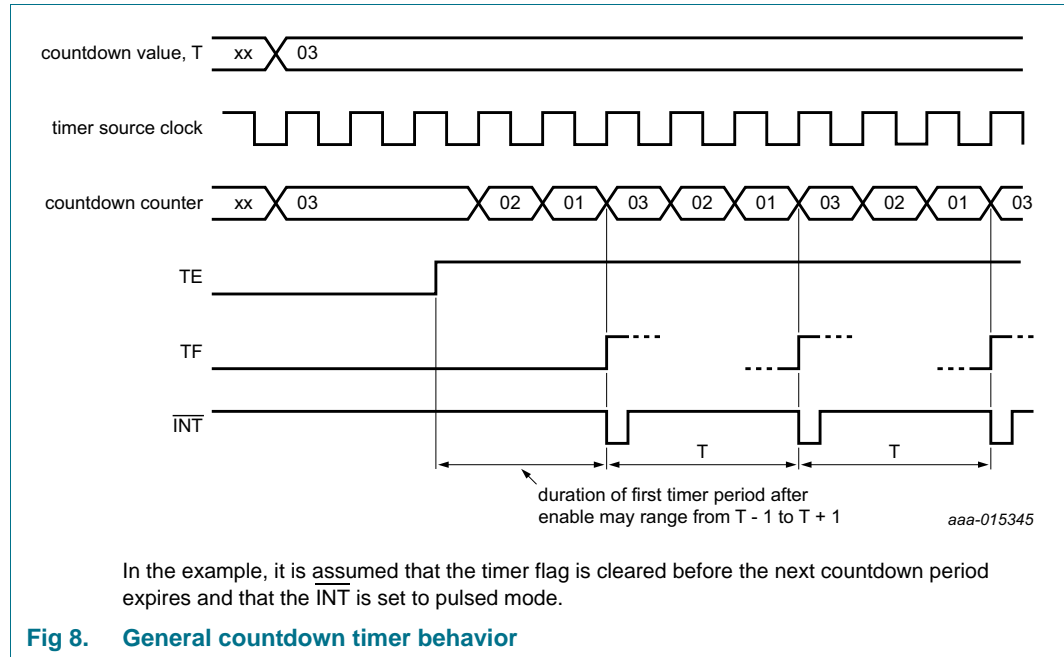 countdown value, T xx 03
timer source clock
countdown counter xx 03 02 01 03 02 01 03 02 01 03
TE
TF
INT
T T
duration of first timer period after
enable may range from T - 1 to T + 1
aaa-015345
In the example, it is assumed that the timer flag is cleared before the next countdown period
expires and that the INT is set to pulsed mode.
Fig 8. General countdown timer behavior